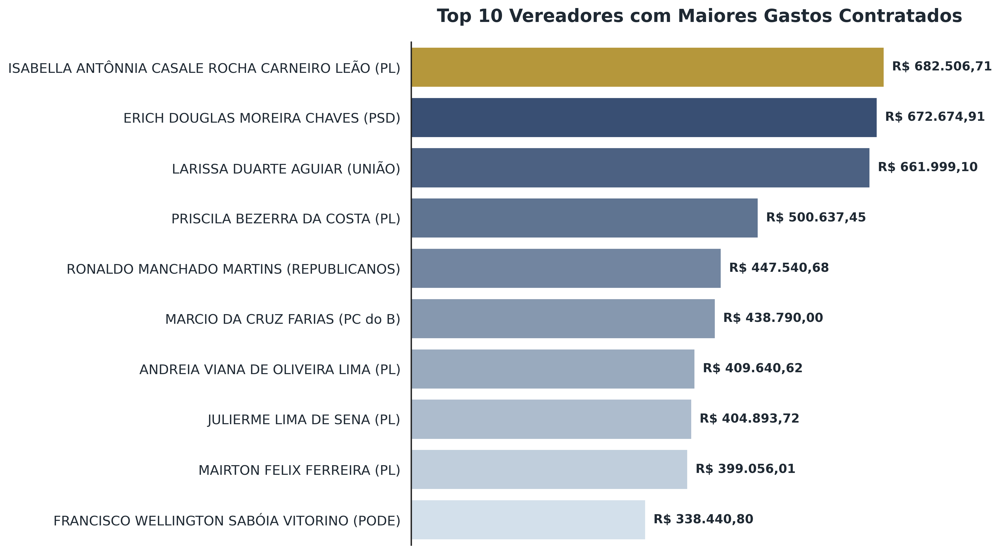 Top 10 Vereadores com Maiores Gastos Contratados
ISABELLA ANTÔNNIA CASALE ROCHA CARNEIRO LEÃO (PL) R$ 682.506,71
ERICH DOUGLAS MOREIRA CHAVES (PSD) R$ 672.674,91
LARISSA DUARTE AGUIAR (UNIÃO) R$ 661.999,10
PRISCILA BEZERRA DA COSTA (PL) R$ 500.637,45
RONALDO MANCHADO MARTINS (REPUBLICANOS) R$ 447.540,68
MARCIO DA CRUZ FARIAS (PC do B) R$ 438.790,00
ANDREIA VIANA DE OLIVEIRA LIMA (PL) R$ 409.640,62
JULIERME LIMA DE SENA (PL) R$ 404.893,72
MAIRTON FELIX FERREIRA (PL) R$ 399.056,01
FRANCISCO WELLINGTON SABÓIA VITORINO (PODE) R$ 338.440,80